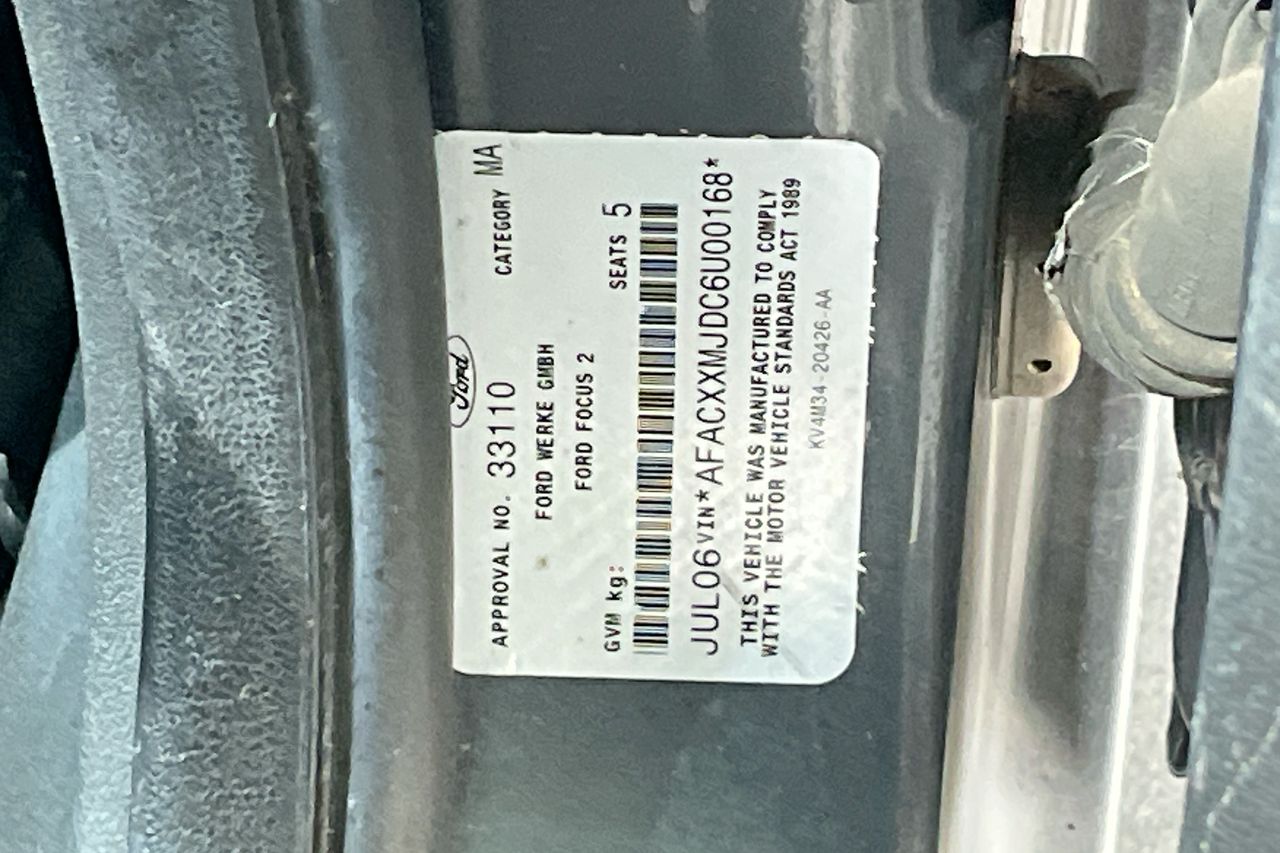 Ford
APPROVAL NO. 33110 CATEGORY MA
FORD WERKE GMBH
FORD FOCUS 2
GVM kg: SEATS 5
JUL06 VIN*AFACXXMJDC6U00168*
THIS VEHICLE WAS MANUFACTURED TO COMPLY
WITH THE MOTOR VEHICLE STANDARDS ACT 1989
KV4M34-20426-AA